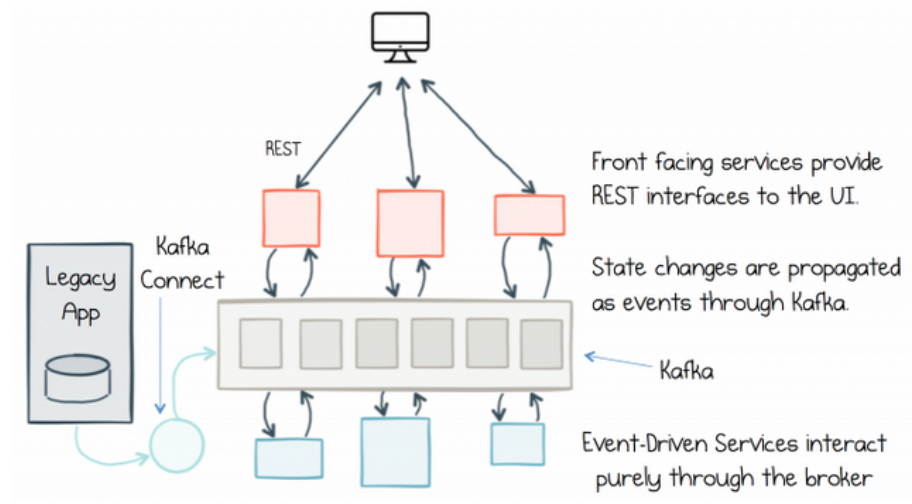 REST
Front facing services provide
REST interfaces to the UI.
Kafka
Connect
Legacy
App
State changes are propagated
as events through Kafka.
Kafka
Event-Driven Services interact
purely through the broker